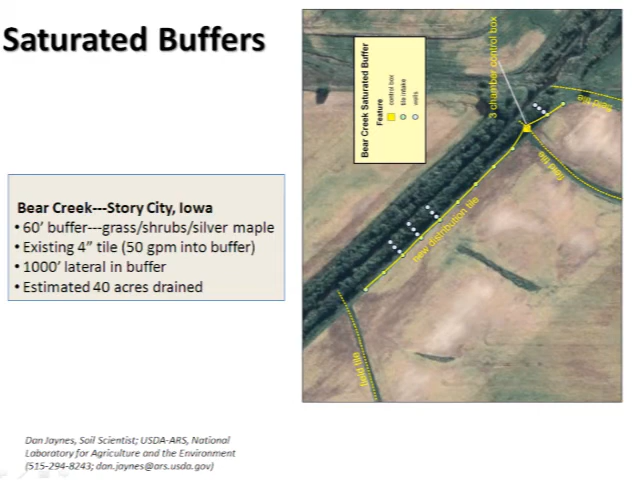 Saturated Buffers
Bear Creek---Story City, Iowa
• 60' buffer---grass/shrubs/silver maple
• Existing 4" tile (50 gpm into buffer)
• 1000' lateral in buffer
• Estimated 40 acres drained
Dan Jaynes, Soil Scientist; USDA-ARS, National
Laboratory for Agriculture and the Environment
(515-294-8243; dan.jaynes@ars.usda.gov)
Bear Creek Saturated Buffer
Feature
control box
tile intake
wells
3 chamber control box
field tile
field tile
new distribution tile
field tile